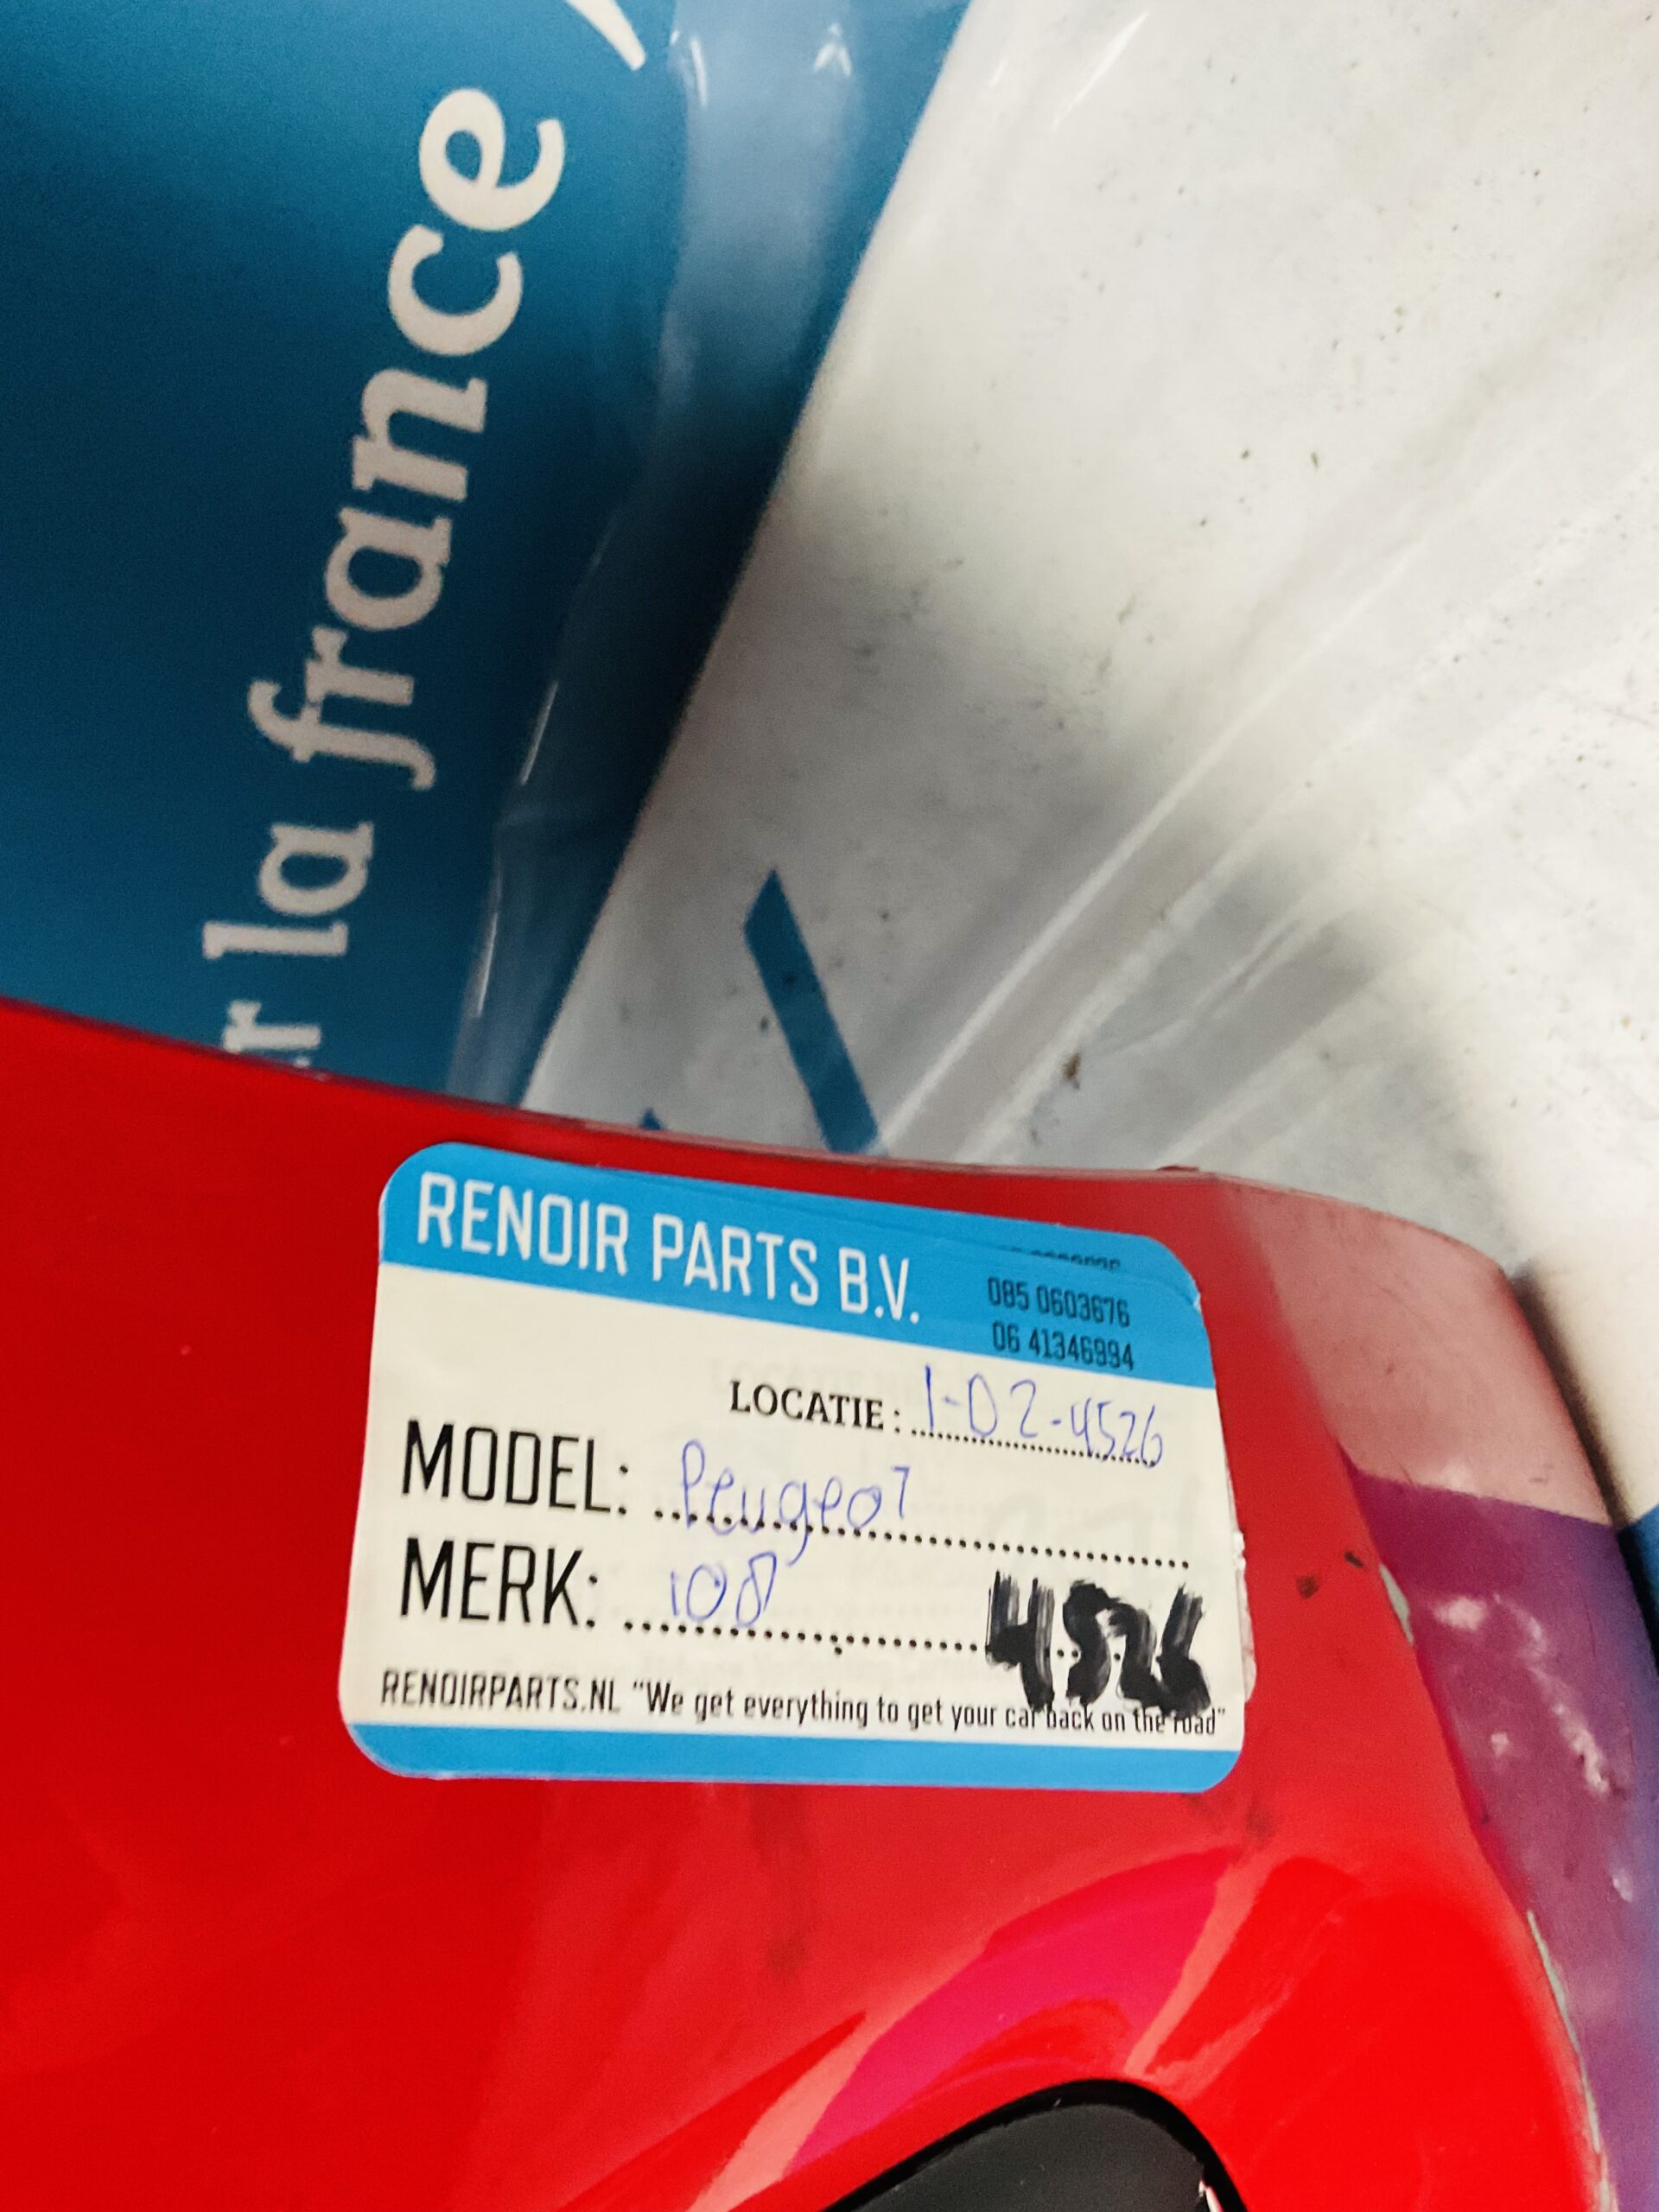 r la france
RENOIR PARTS B.V.
085 0603676
06 41346994
LOCATIE: 1-D2-4526
MODEL: Peugeot
MERK: 108
4526
RENOIRPARTS.NL "We get everything to get your car back on the road"